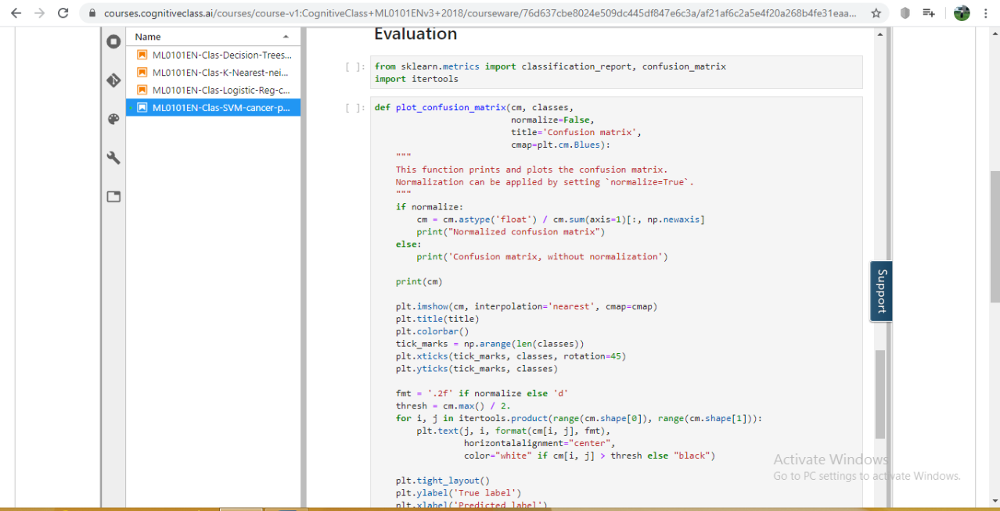 courses.cognitiveclass.ai/courses/course-v1:CognitiveClass+ML0101ENv3+2018/courseware/76d637cbe8024e509dc445df847e6c3a/af21af6c2a5e4f20a268b4fe31eaa...
Name
ML0101EN-Clas-Decision-Trees...
ML0101EN-Clas-K-Nearest-nei...
ML0101EN-Clas-Logistic-Reg-c...
ML0101EN-Clas-SVM-cancer-p...
Evaluation
[ ]: from sklearn.metrics import classification_report, confusion_matrix
import itertools
[ ]: def plot_confusion_matrix(cm, classes,
                          normalize=False,
                          title='Confusion matrix',
                          cmap=plt.cm.Blues):
    """
    This function prints and plots the confusion matrix.
    Normalization can be applied by setting `normalize=True`.
    """
    if normalize:
        cm = cm.astype('float') / cm.sum(axis=1)[:, np.newaxis]
        print("Normalized confusion matrix")
    else:
        print('Confusion matrix, without normalization')
    print(cm)
    plt.imshow(cm, interpolation='nearest', cmap=cmap)
    plt.title(title)
    plt.colorbar()
    tick_marks = np.arange(len(classes))
    plt.xticks(tick_marks, classes, rotation=45)
    plt.yticks(tick_marks, classes)
    fmt = '.2f' if normalize else 'd'
    thresh = cm.max() / 2.
    for i, j in itertools.product(range(cm.shape[0]), range(cm.shape[1])):
        plt.text(j, i, format(cm[i, j], fmt),
                 horizontalalignment="center",
                 color="white" if cm[i, j] > thresh else "black")
    plt.tight_layout()
    plt.ylabel('True label')
    plt.xlabel('Predicted label')
Support
Activate Windows
Go to PC settings to activate Windows.